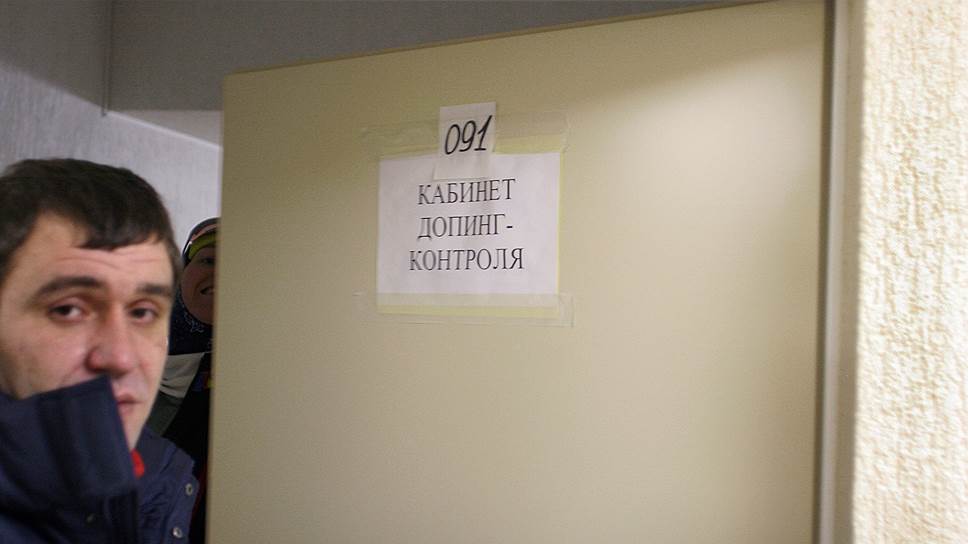 091
КАБИНЕТ
ДОПИНГ-
КОНТРОЛЯ